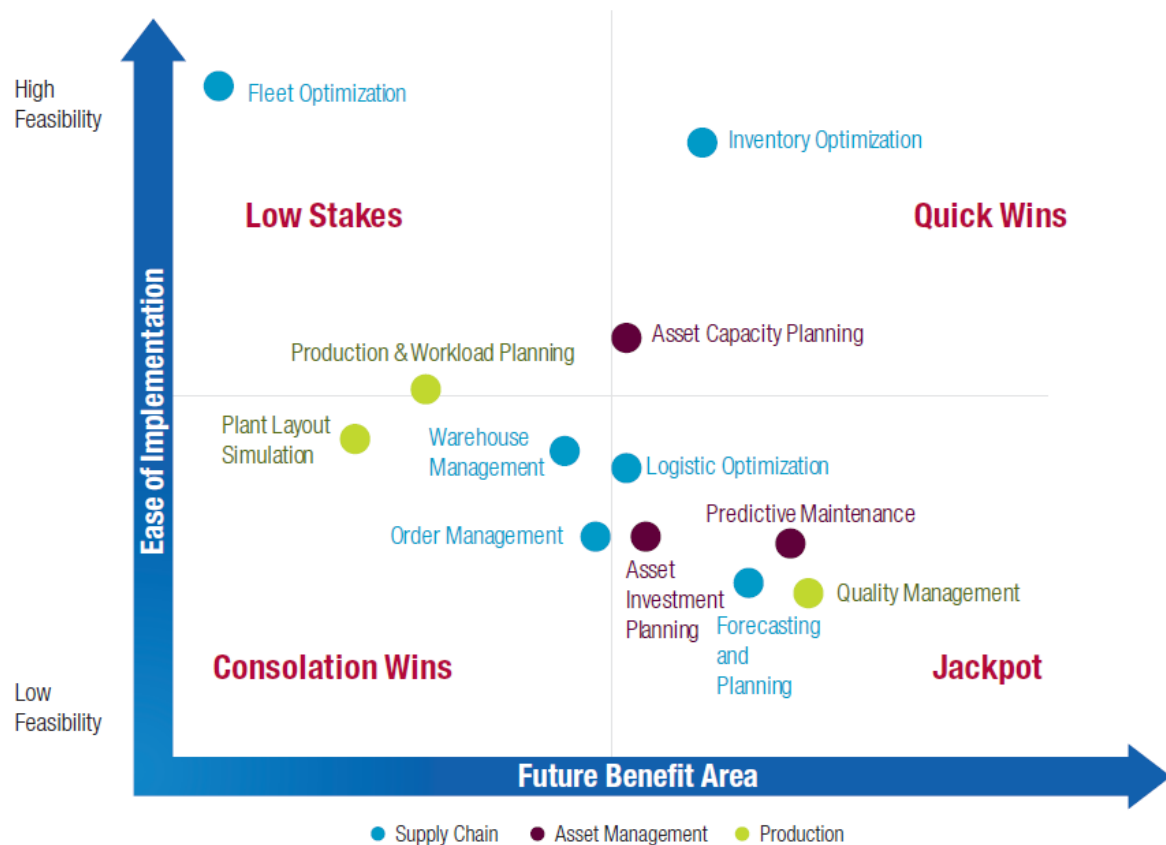 High
Feasibility
Fleet Optimization
Inventory Optimization
Low Stakes
Quick Wins
Ease of Implementation
Asset Capacity Planning
Production & Workload Planning
Plant Layout
Simulation
Warehouse
Management
Logistic Optimization
Predictive Maintenance
Order Management
Asset
Investment
Planning
Quality Management
Forecasting
and
Planning
Consolation Wins
Jackpot
Low
Feasibility
Future Benefit Area
Supply Chain
Asset Management
Production